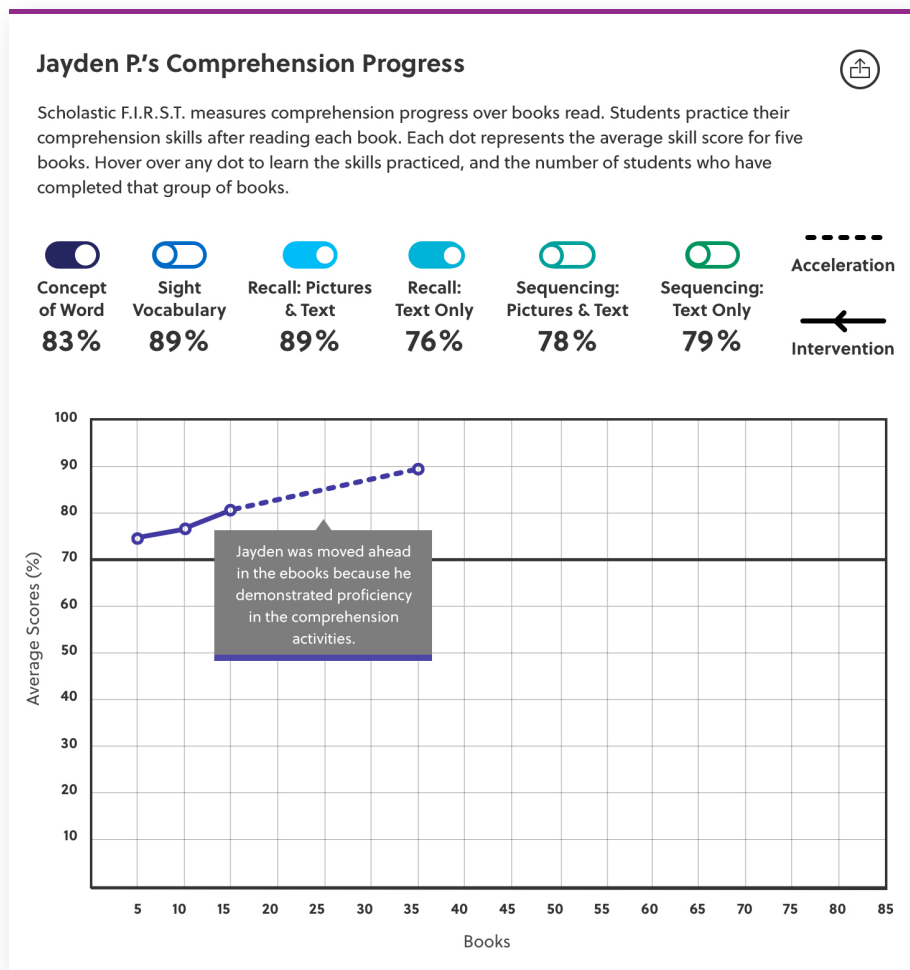 Jayden P.'s Comprehension Progress
Scholastic F.I.R.S.T. measures comprehension progress over books read. Students practice their
comprehension skills after reading each book. Each dot represents the average skill score for five
books. Hover over any dot to learn the skills practiced, and the number of students who have
completed that group of books.
Concept
of Word
83%
Sight
Vocabulary
89%
Recall: Pictures
& Text
89%
Recall:
Text Only
76%
Sequencing:
Pictures & Text
78%
Sequencing:
Text Only
79%
Acceleration
Intervention
Average Scores (%)
100
90
80
70
60
50
40
30
20
10
Jayden was moved ahead
in the ebooks because he
demonstrated proficiency
in the comprehension
activities.
5 10 15 20 25 30 35 40 45 50 55 60 65 70 75 80 85
Books